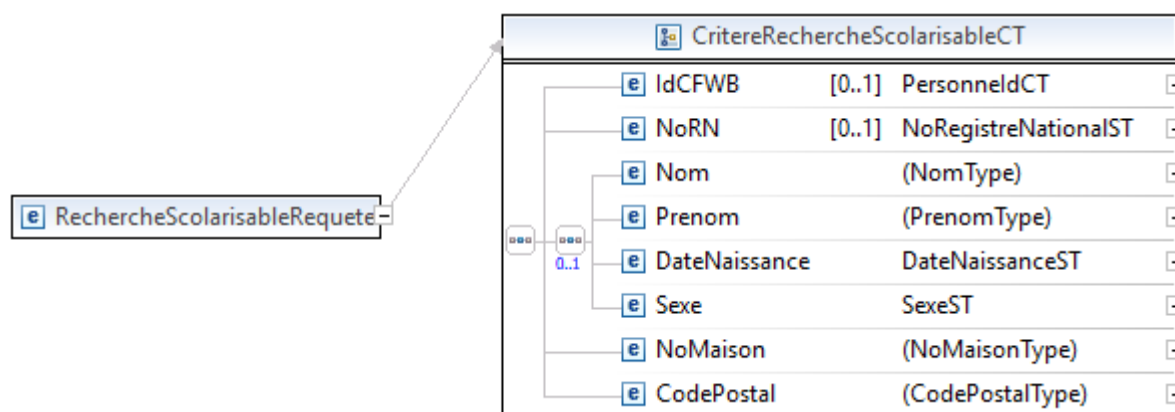 CritereRechercheScolarisableCT
e IdCFWB [0..1] PersonneIdCT
e NoRN [0..1] NoRegistreNationalST
e Nom (NomType)
e RechercheScolarisableRequete
e Prenom (PrenomType)
0..1
e DateNaissance DateNaissanceST
e Sexe SexeST
e NoMaison (NoMaisonType)
e CodePostal (CodePostalType)